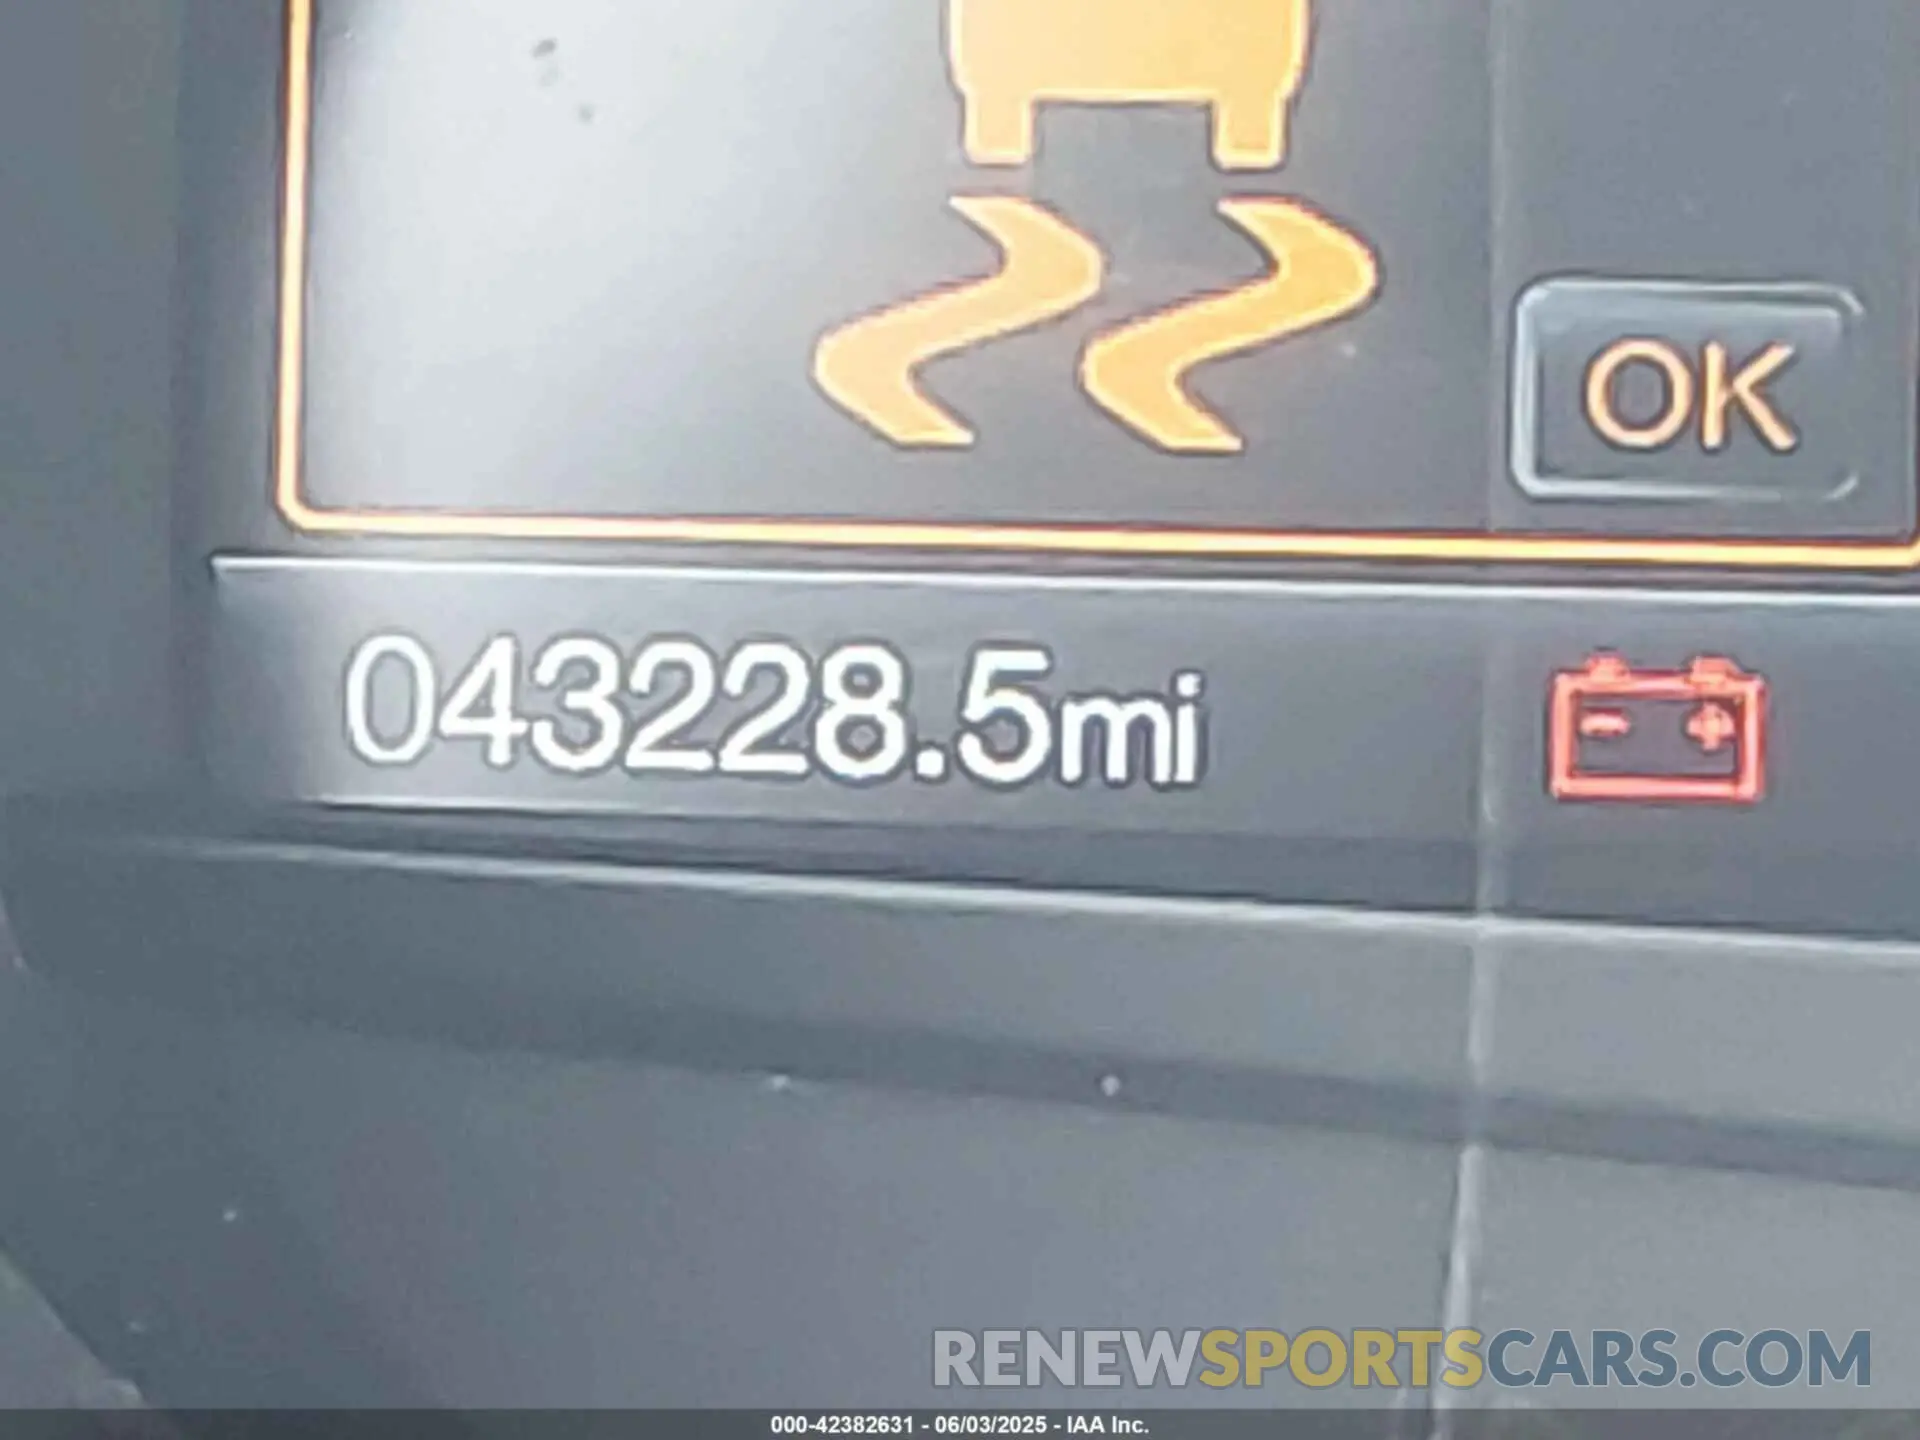 OK
043228.5mi
RENEWSPORTSCARS.COM
000-42382631 - 06/03/2025 - IAA Inc.